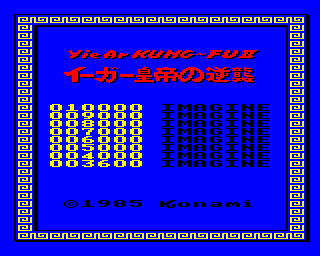 Yie Ar KUNG-FU II
イーガー皇帝の逆襲
010000 IMAGINE
009000 IMAGINE
008000 IMAGINE
007000 IMAGINE
006000 IMAGINE
005000 IMAGINE
004000 IMAGINE
003600 IMAGINE
©1985 Konami